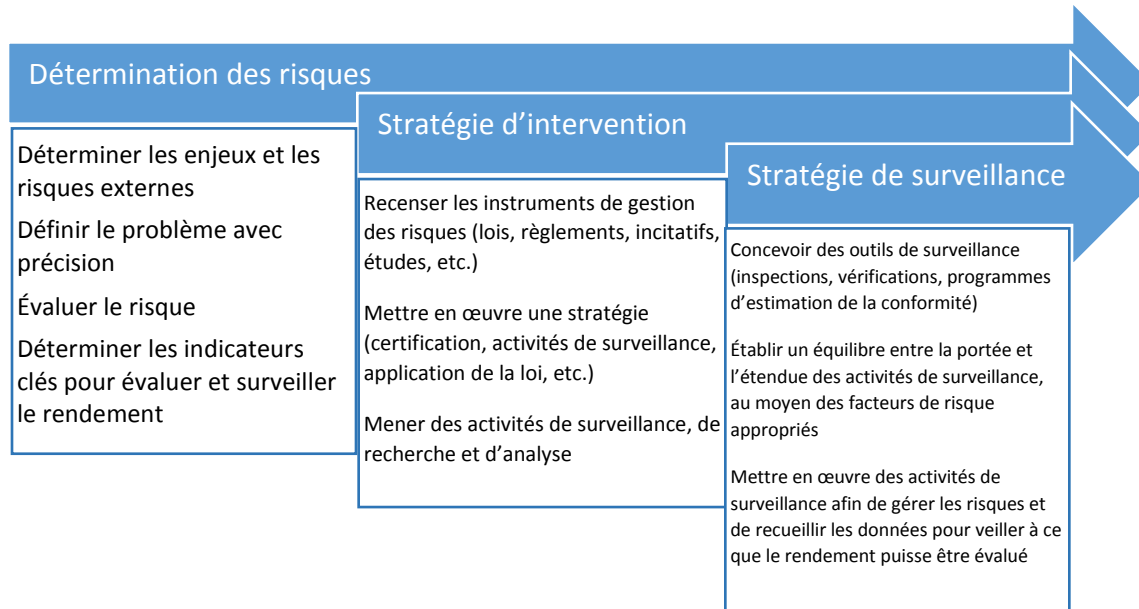 Détermination des risques
Déterminer les enjeux et les
risques externes
Définir le problème avec
précision
Évaluer le risque
Déterminer les indicateurs
clés pour évaluer et surveiller
le rendement
Stratégie d’intervention
Recenser les instruments de gestion
des risques (lois, règlements, incitatifs,
études, etc.)
Mettre en œuvre une stratégie
(certification, activités de surveillance,
application de la loi, etc.)
Mener des activités de surveillance, de
recherche et d’analyse
Stratégie de surveillance
Concevoir des outils de surveillance
(inspections, vérifications, programmes
d’estimation de la conformité)
Établir un équilibre entre la portée et
l’étendue des activités de surveillance,
au moyen des facteurs de risque
appropriés
Mettre en œuvre des activités de
surveillance afin de gérer les risques et
de recueillir les données pour veiller à ce
que le rendement puisse être évalué